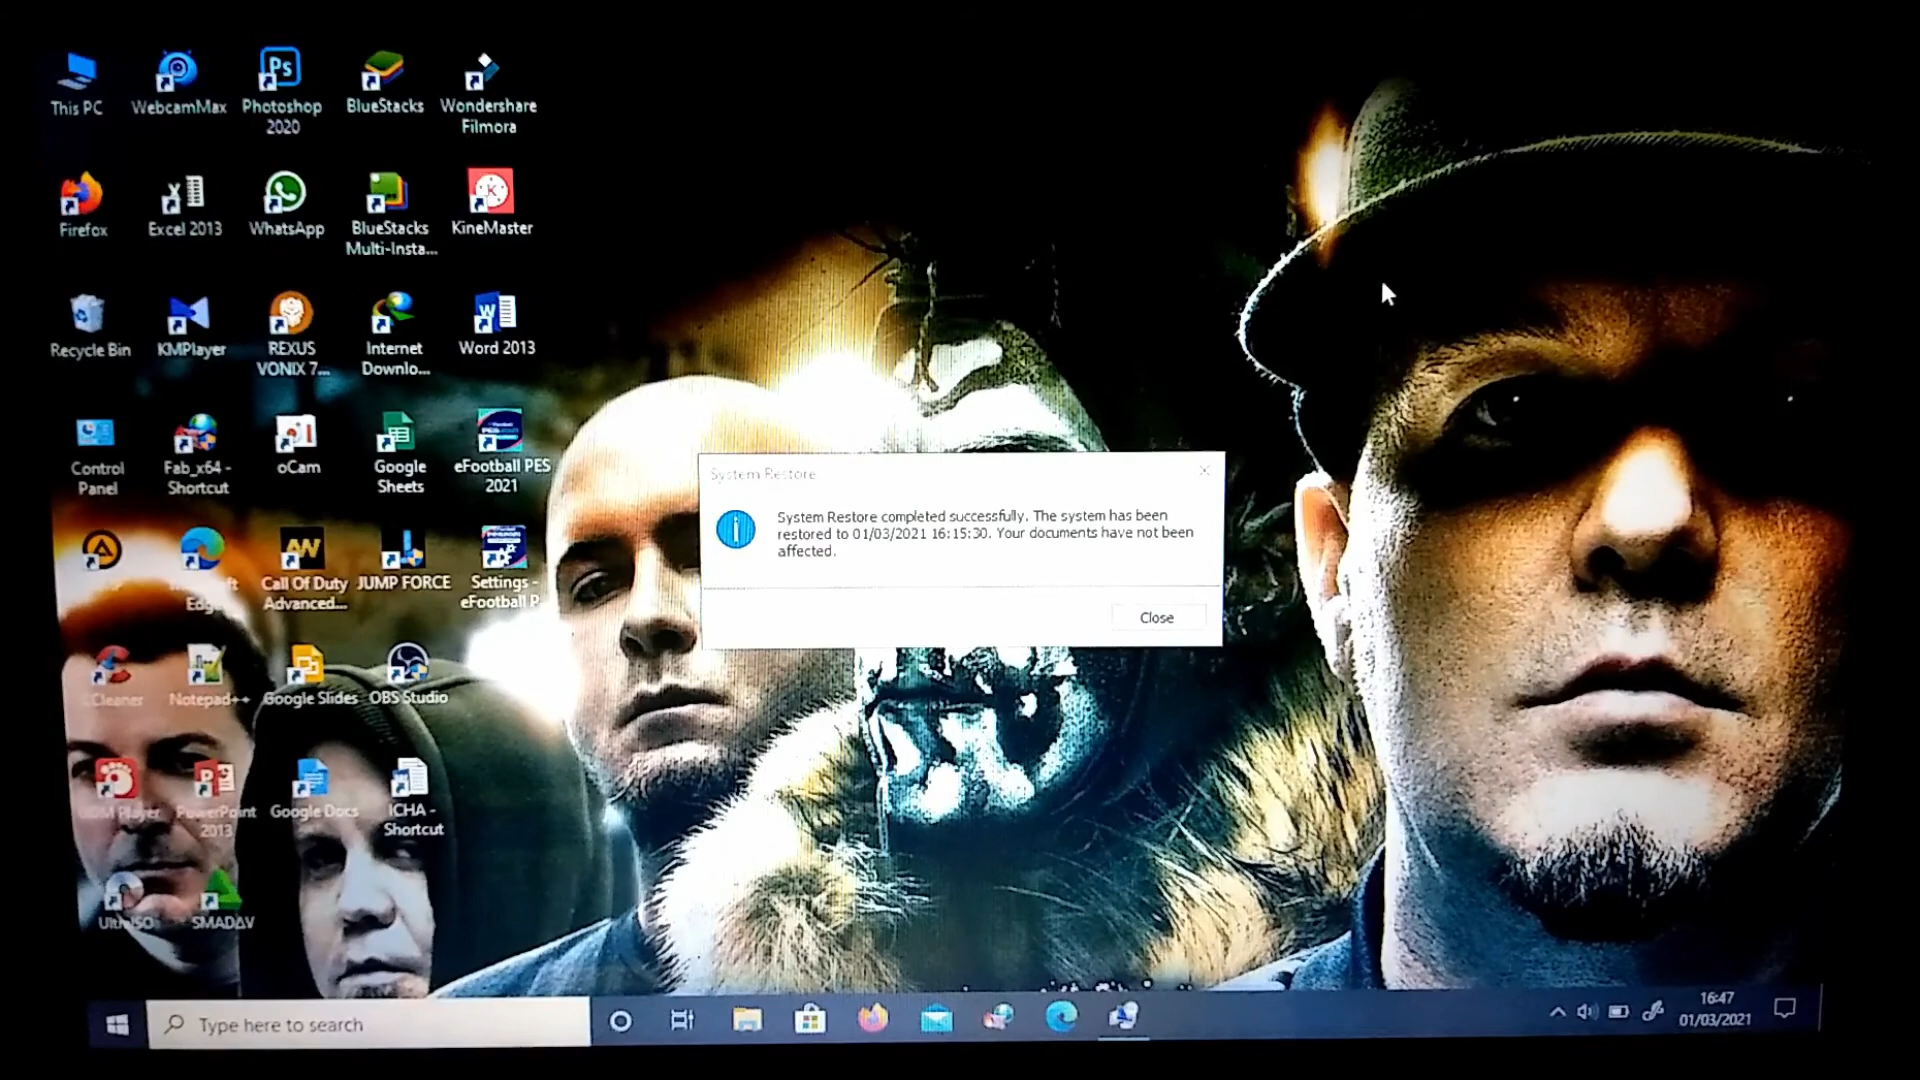 This PC
WebcamMax
Ps
Photoshop
2020
BlueStacks
Wondershare
Filmora
Firefox
Excel 2013
WhatsApp
BlueStacks
Multi-Insta...
KineMaster
Recycle Bin
KMPlayer
REXUS
VONIX 7...
Internet
Downlo...
Word 2013
Control
Panel
Fab_x64 -
Shortcut
oCam
Google
Sheets
eFootball PES
2021
System Restore
System Restore completed successfully. The system has been
restored to 01/03/2021 16:15:30. Your documents have not been
affected.
Close
AW
Call Of Duty
Advanced...
JUMP FORCE
Settings -
eFootball P
Notepad++
Google Slides
OBS Studio
PowerPoint
2013
Google Docs
ICHA -
Shortcut
UltraISO
SMADAV
Type here to search
16:47
01/03/2021